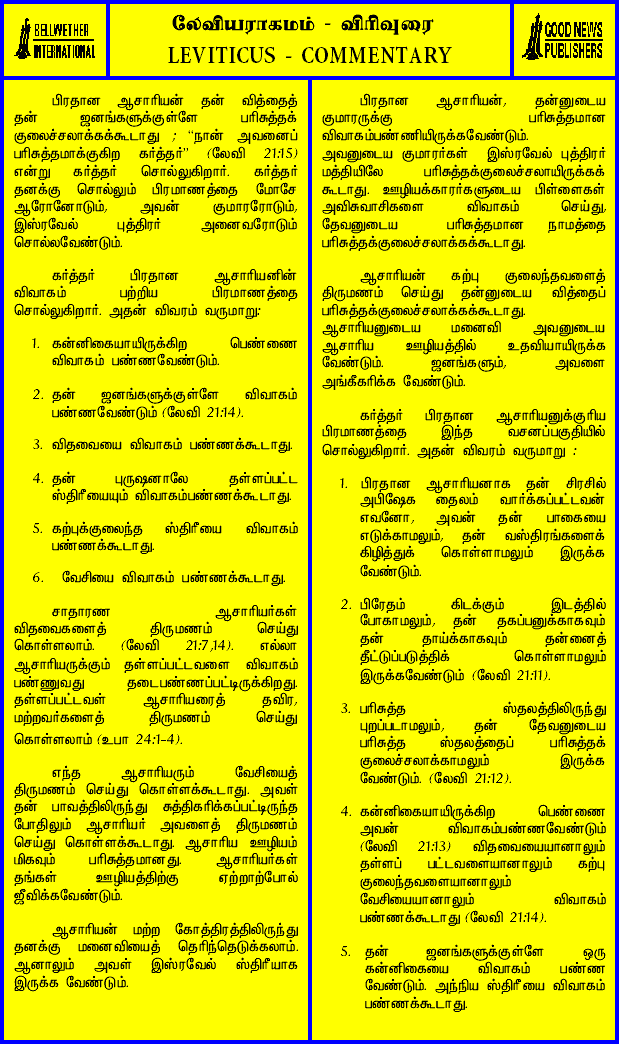 BELLWETHER
INTERNATIONAL
லேவியராகமம் - விரிவுரை
LEVITICUS - COMMENTARY
GOOD NEWS
PUBLISHERS
பிரதான ஆசாரியன் தன் வித்தைத்
தன் ஜனங்களுக்குள்ளே பரிசுத்தக்
குலைச்சலாக்கக்கூடாது ; “நான் அவனைப்
பரிசுத்தமாக்குகிற கர்த்தர்” (லேவி 21:15)
என்று கர்த்தர் சொல்லுகிறார். கர்த்தர்
தனக்கு சொல்லும் பிரமாணத்தை மோசே
ஆரோனோடும், அவன் குமாரரோடும்,
இஸ்ரவேல் புத்திரர் அனைவரோடும்
சொல்லவேண்டும்.
கர்த்தர் பிரதான ஆசாரியனின்
விவாகம் பற்றிய பிரமாணத்தை
சொல்லுகிறார். அதன் விவரம் வருமாறு:
1. கன்னிகையாயிருக்கிற பெண்ணை
விவாகம் பண்ணவேண்டும்.
2. தன் ஜனங்களுக்குள்ளே விவாகம்
பண்ணவேண்டும் (லேவி 21:14).
3. விதவையை விவாகம் பண்ணக்கூடாது.
4. தன் புருஷனாலே தள்ளப்பட்ட
ஸ்திரீயையும் விவாகம்பண்ணக்கூடாது.
5. கற்புக்குலைந்த ஸ்திரீயை விவாகம்
பண்ணக்கூடாது.
6. வேசியை விவாகம் பண்ணக்கூடாது.
சாதாரண ஆசாரியர்கள்
விதவைகளைத் திருமணம் செய்து
கொள்ளலாம். (லேவி 21:7,14). எல்லா
ஆசாரியருக்கும் தள்ளப்பட்டவளை விவாகம்
பண்ணுவது தடைபண்ணப்பட்டிருக்கிறது.
தள்ளப்பட்டவள் ஆசாரியரைத் தவிர,
மற்றவர்களைத் திருமணம் செய்து
கொள்ளலாம் (உபா 24:1-4).
எந்த ஆசாரியரும் வேசியைத்
திருமணம் செய்து கொள்ளக்கூடாது. அவள்
தன் பாவத்திலிருந்து சுத்திகரிக்கப்பட்டிருந்த
போதிலும் ஆசாரியர் அவளைத் திருமணம்
செய்து கொள்ளக்கூடாது. ஆசாரிய ஊழியம்
மிகவும் பரிசுத்தமானது. ஆசாரியர்கள்
தங்கள் ஊழியத்திற்கு ஏற்றாற்போல்
ஜீவிக்கவேண்டும்.
ஆசாரியன் மற்ற கோத்திரத்திலிருந்து
தனக்கு மனைவியைத் தெரிந்தெடுக்கலாம்.
ஆனாலும் அவள் இஸ்ரவேல் ஸ்திரீயாக
இருக்க வேண்டும்.
பிரதான ஆசாரியன், தன்னுடைய
குமாரருக்கு பரிசுத்தமான
விவாகம்பண்ணியிருக்கவேண்டும்.
அவனுடைய குமாரர்கள் இஸ்ரவேல் புத்திரர்
மத்தியிலே பரிசுத்தக்குலைச்சலாயிருக்கக்
கூடாது. ஊழியக்காரர்களுடைய பிள்ளைகள்
அவிசுவாசிகளை விவாகம் செய்து,
தேவனுடைய பரிசுத்தமான நாமத்தை
பரிசுத்தக்குலைச்சலாக்கக்கூடாது.
ஆசாரியன் கற்பு குலைந்தவளைத்
திருமணம் செய்து தன்னுடைய வித்தைப்
பரிசுத்தக்குலைச்சலாக்கக்கூடாது.
ஆசாரியனுடைய மனைவி அவனுடைய
ஆசாரிய ஊழியத்தில் உதவியாயிருக்க
வேண்டும். ஜனங்களும், அவளை
அங்கீகரிக்க வேண்டும்.
கர்த்தர் பிரதான ஆசாரியனுக்குரிய
பிரமாணத்தை இந்த வசனப்பகுதியில்
சொல்லுகிறார். அதன் விவரம் வருமாறு :
1. பிரதான ஆசாரியனாக தன் சிரசில்
அபிஷேக தைலம் வார்க்கப்பட்டவன்
எவனோ, அவன் தன் பாகையை
எடுக்காமலும், தன் வஸ்திரங்களைக்
கிழித்துக் கொள்ளாமலும் இருக்க
வேண்டும்.
2. பிரேதம் கிடக்கும் இடத்தில்
போகாமலும், தன் தகப்பனுக்காகவும்
தன் தாய்க்காகவும் தன்னைத்
தீட்டுப்படுத்திக் கொள்ளாமலும்
இருக்கவேண்டும் (லேவி 21:11).
3. பரிசுத்த ஸ்தலத்திலிருந்து
புறப்படாமலும், தன் தேவனுடைய
பரிசுத்த ஸ்தலத்தைப் பரிசுத்தக்
குலைச்சலாக்காமலும் இருக்க
வேண்டும். (லேவி 21:12).
4. கன்னிகையாயிருக்கிற பெண்ணை
அவன் விவாகம்பண்ணவேண்டும்
(லேவி 21:13) விதவையையானாலும்
தள்ளப் பட்டவளையானாலும் கற்பு
குலைந்தவளையானாலும்
வேசியையானாலும் விவாகம்
பண்ணக்கூடாது (லேவி 21:14).
5. தன் ஜனங்களுக்குள்ளே ஒரு
கன்னிகையை விவாகம் பண்ண
வேண்டும். அந்நிய ஸ்திரீயை விவாகம்
பண்ணக்கூடாது.